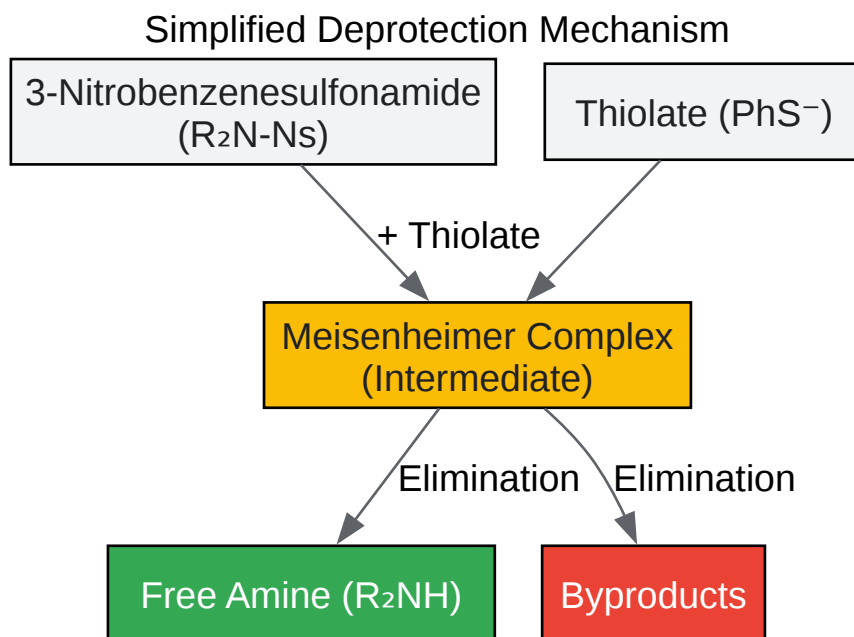 Simplified Deprotection Mechanism
3-Nitrobenzenesulfonamide
(R₂N-Ns)
Thiolate (PhS⁻)
+ Thiolate
Meisenheimer Complex
(Intermediate)
Elimination
Elimination
Free Amine (R₂NH)
Byproducts